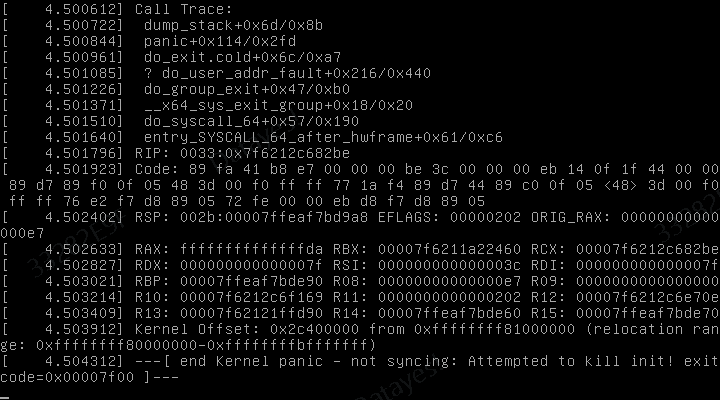 [    4.500612] Call Trace:
[    4.500722]  dump_stack+0x6d/0x8b
[    4.500844]  panic+0x114/0x2fd
[    4.500961]  do_exit.cold+0x6c/0xa7
[    4.501085]  ? do_user_addr_fault+0x216/0x440
[    4.501226]  do_group_exit+0x47/0xb0
[    4.501371]  __x64_sys_exit_group+0x18/0x20
[    4.501510]  do_syscall_64+0x57/0x190
[    4.501640]  entry_SYSCALL_64_after_hwframe+0x61/0xc6
[    4.501796] RIP: 0033:0x7f6212c682be
[    4.501923] Code: 89 fa 41 b8 e7 00 00 00 be 3c 00 00 00 eb 14 0f 1f 44 00 00
 89 d7 89 f0 0f 05 48 3d 00 f0 ff ff 77 1a f4 89 d7 44 89 c0 0f 05 <48> 3d 00 f0
 ff ff 76 e2 f7 d8 89 05 72 fe 00 00 eb d8 f7 d8 89 05
[    4.502402] RSP: 002b:00007ffeaf7bd9a8 EFLAGS: 00000202 ORIG_RAX: 00000000000
000e7
[    4.502633] RAX: ffffffffffffffda RBX: 00007f6211a22460 RCX: 00007f6212c682be
[    4.502827] RDX: 000000000000007f RSI: 000000000000003c RDI: 000000000000007f
[    4.503021] RBP: 00007ffeaf7bde90 R08: 00000000000000e7 R09:
[    4.503214] R10: 00007f6212c6f169 R11: 0000000000000202 R12: 00007f6212c6e70e
[    4.503409] R13: 00007f62121ffd90 R14: 00007ffeaf7bde60 R15: 00007ffeaf7bde70
[    4.503912] Kernel Offset: 0x2c400000 from 0xffffffff81000000 (relocation ran
ge: 0xffffffff80000000-0xffffffffbfffffff)
[    4.504312] ---[ end Kernel panic - not syncing: Attempted to kill init! exit
code=0x00007f00 ]---